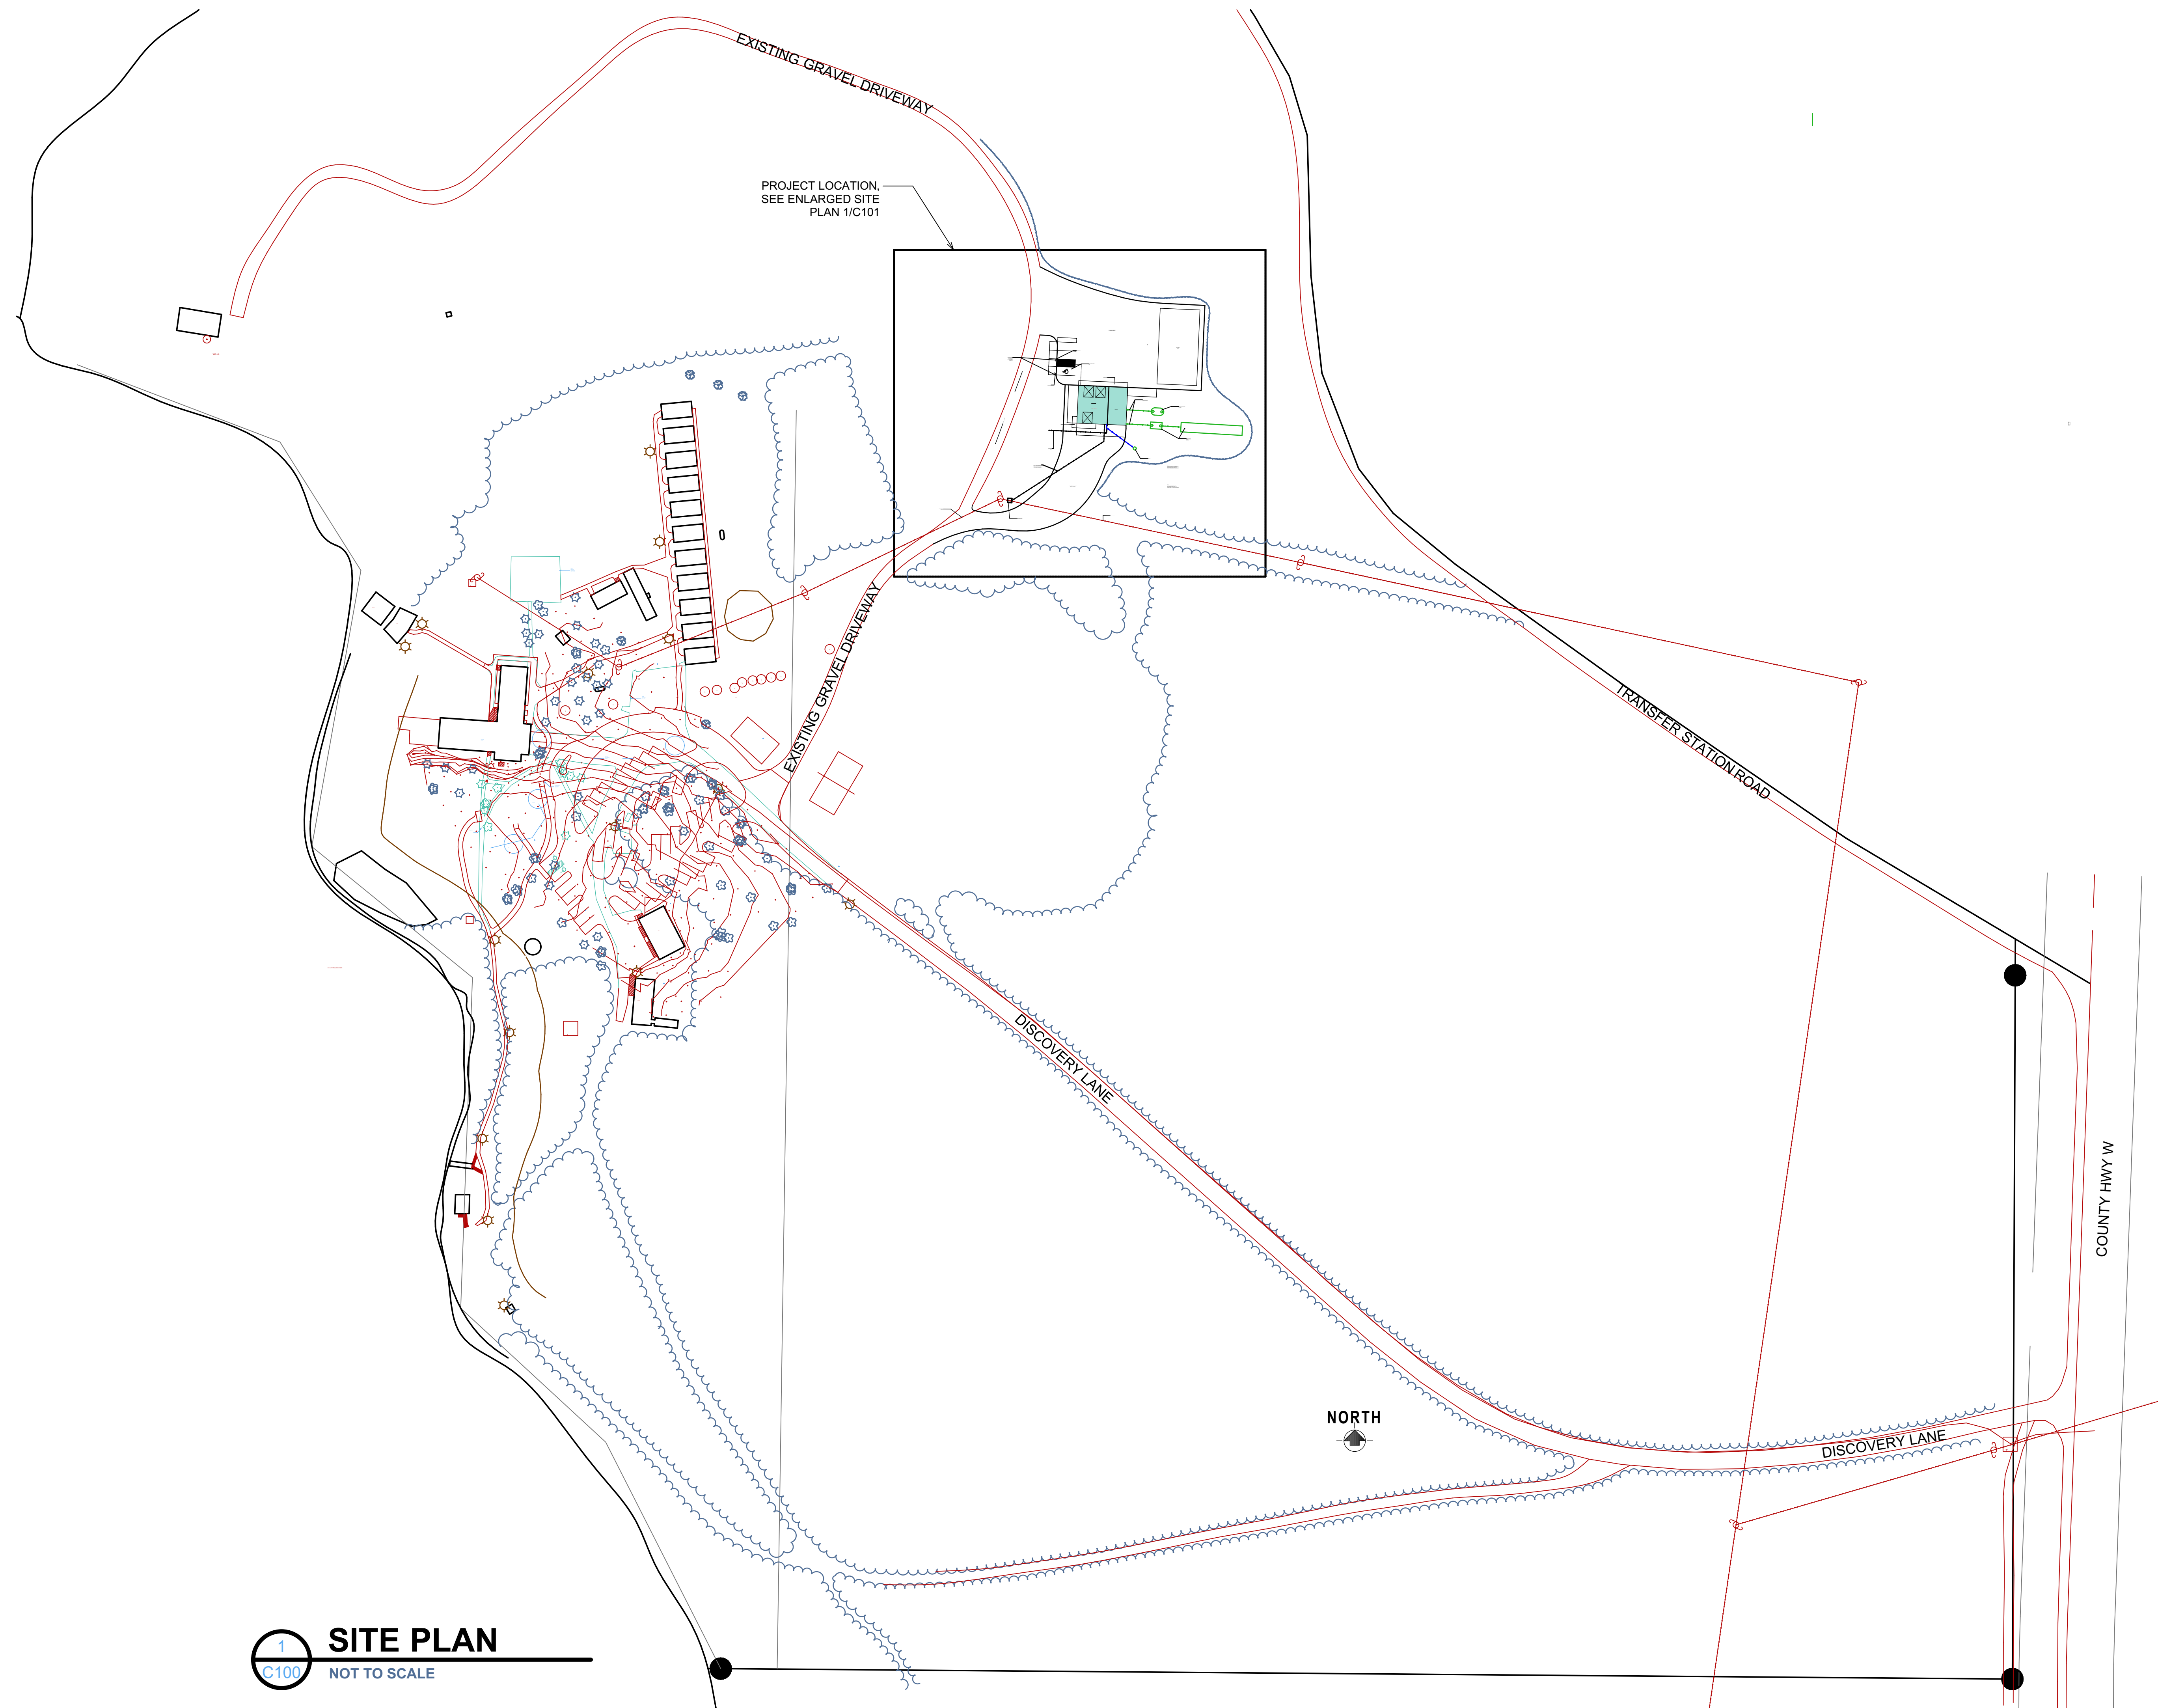 EXISTING GRAVEL DRIVEWAY
PROJECT LOCATION,
SEE ENLARGED SITE
PLAN 1/C101
EXISTING GRAVEL DRIVEWAY
TRANSFER STATION ROAD
DISCOVERY LANE
COUNTY HWY W
NORTH
DISCOVERY LANE
1
C100
SITE PLAN
NOT TO SCALE